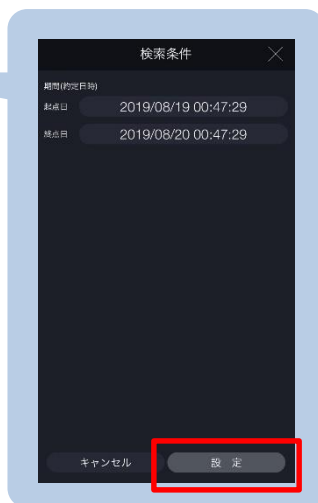 検索条件
期間(約定日時)
起点日 2019/08/19 00:47:29
終点日 2019/08/20 00:47:29
キャンセル 設 定